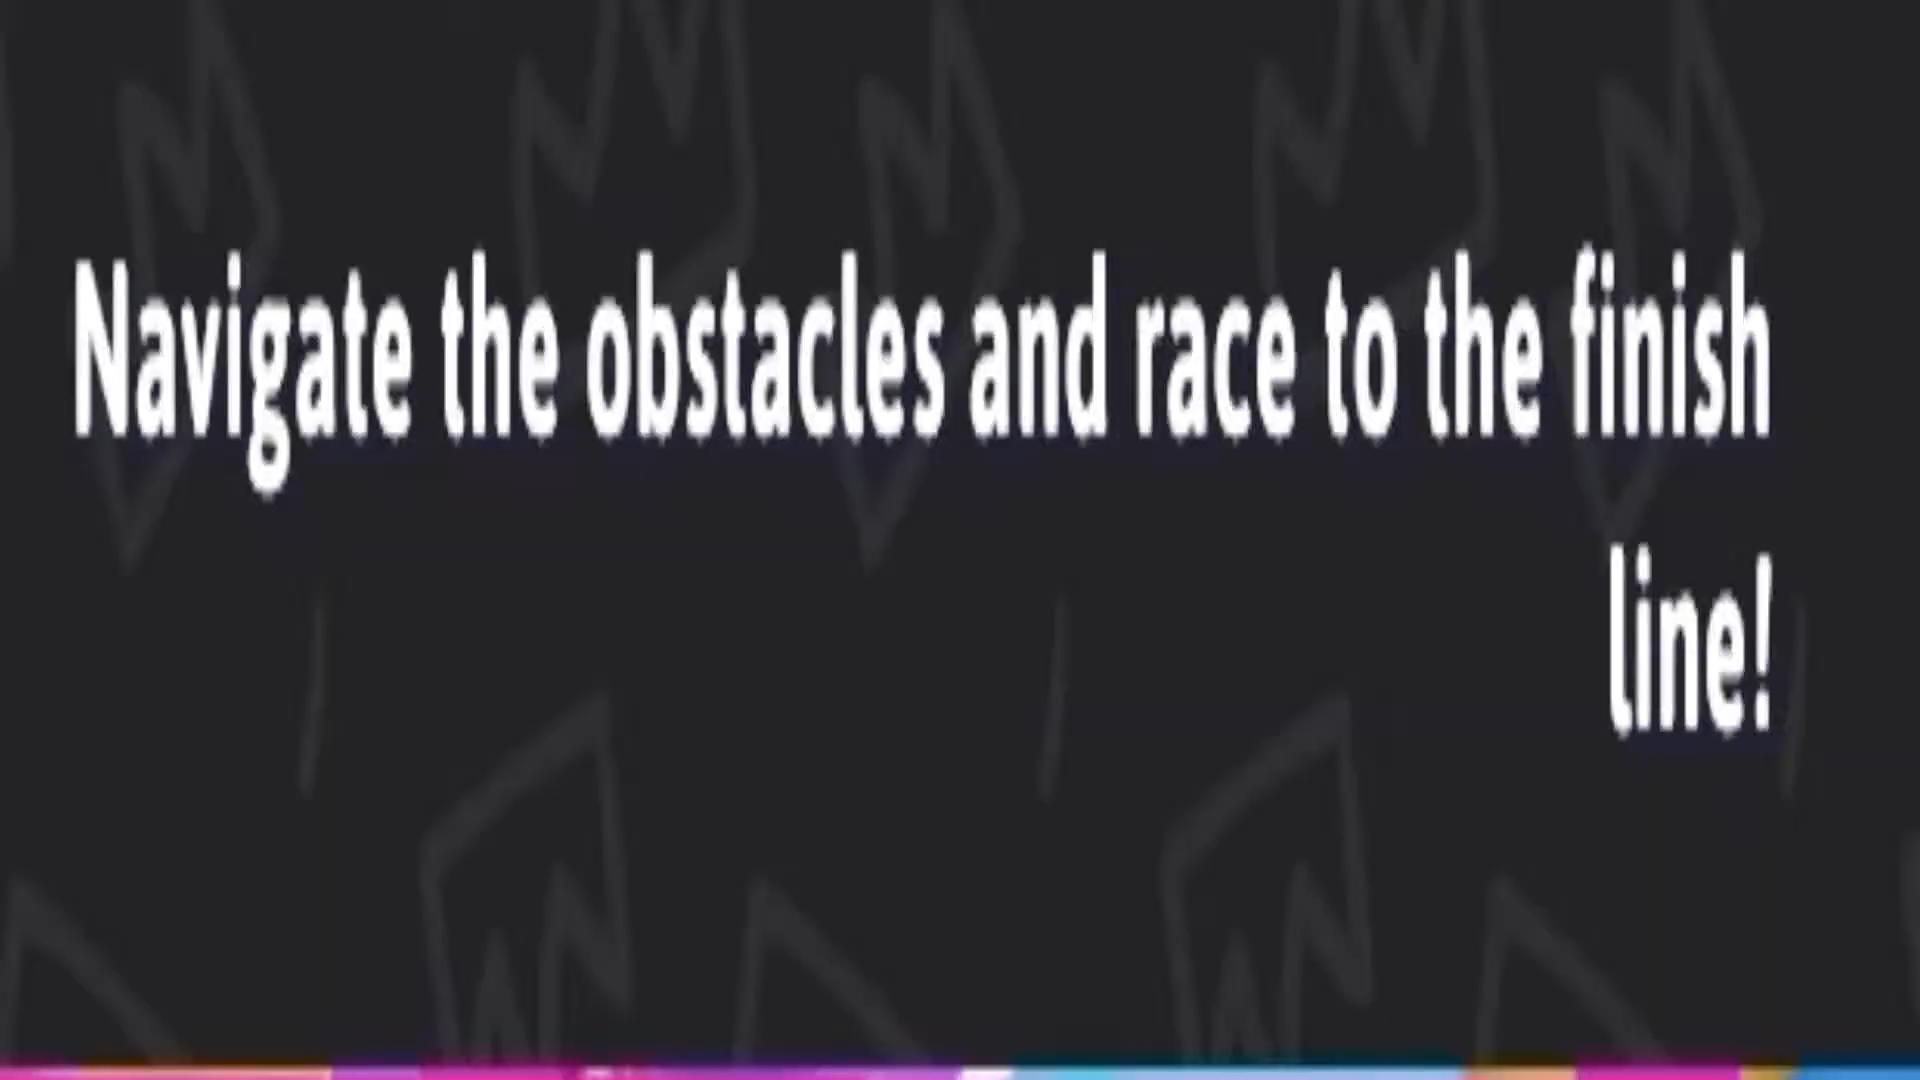 Navigate the obstacles and race to the finish
line!